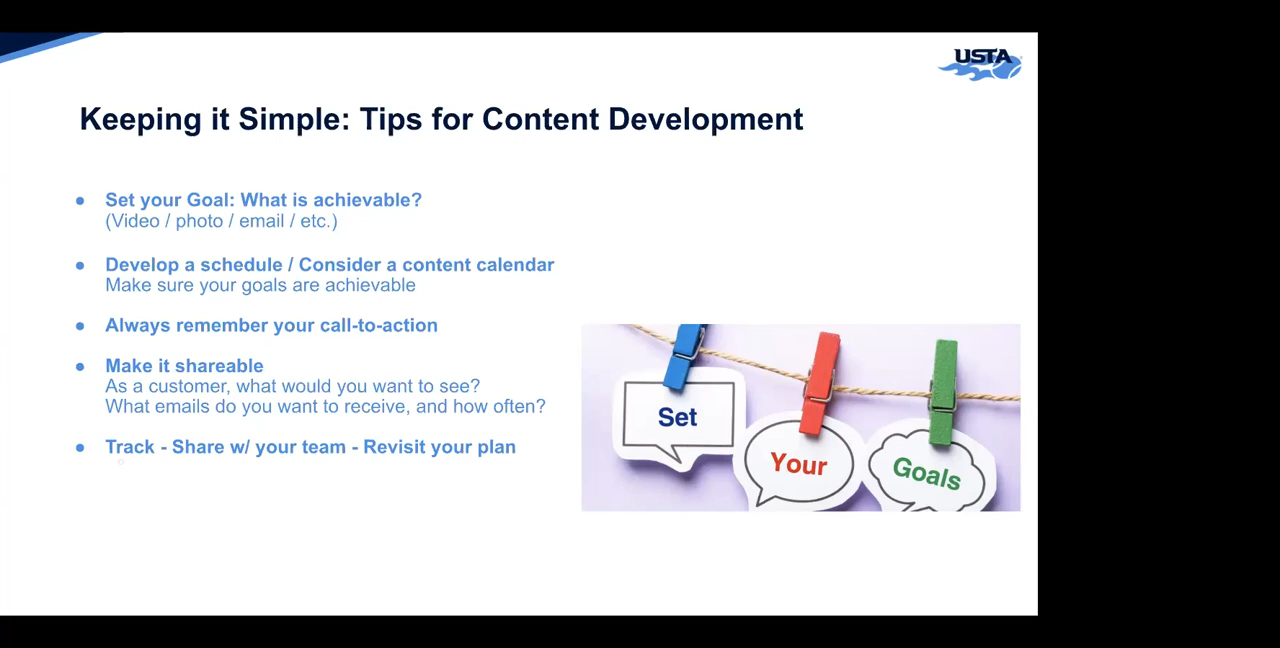 USTA
Keeping it Simple: Tips for Content Development
● Set your Goal: What is achievable?
(Video / photo / email / etc.)
● Develop a schedule / Consider a content calendar
Make sure your goals are achievable
● Always remember your call-to-action
● Make it shareable
As a customer, what would you want to see?
What emails do you want to receive, and how often?
● Track - Share w/ your team - Revisit your plan
Set
Your
Goals